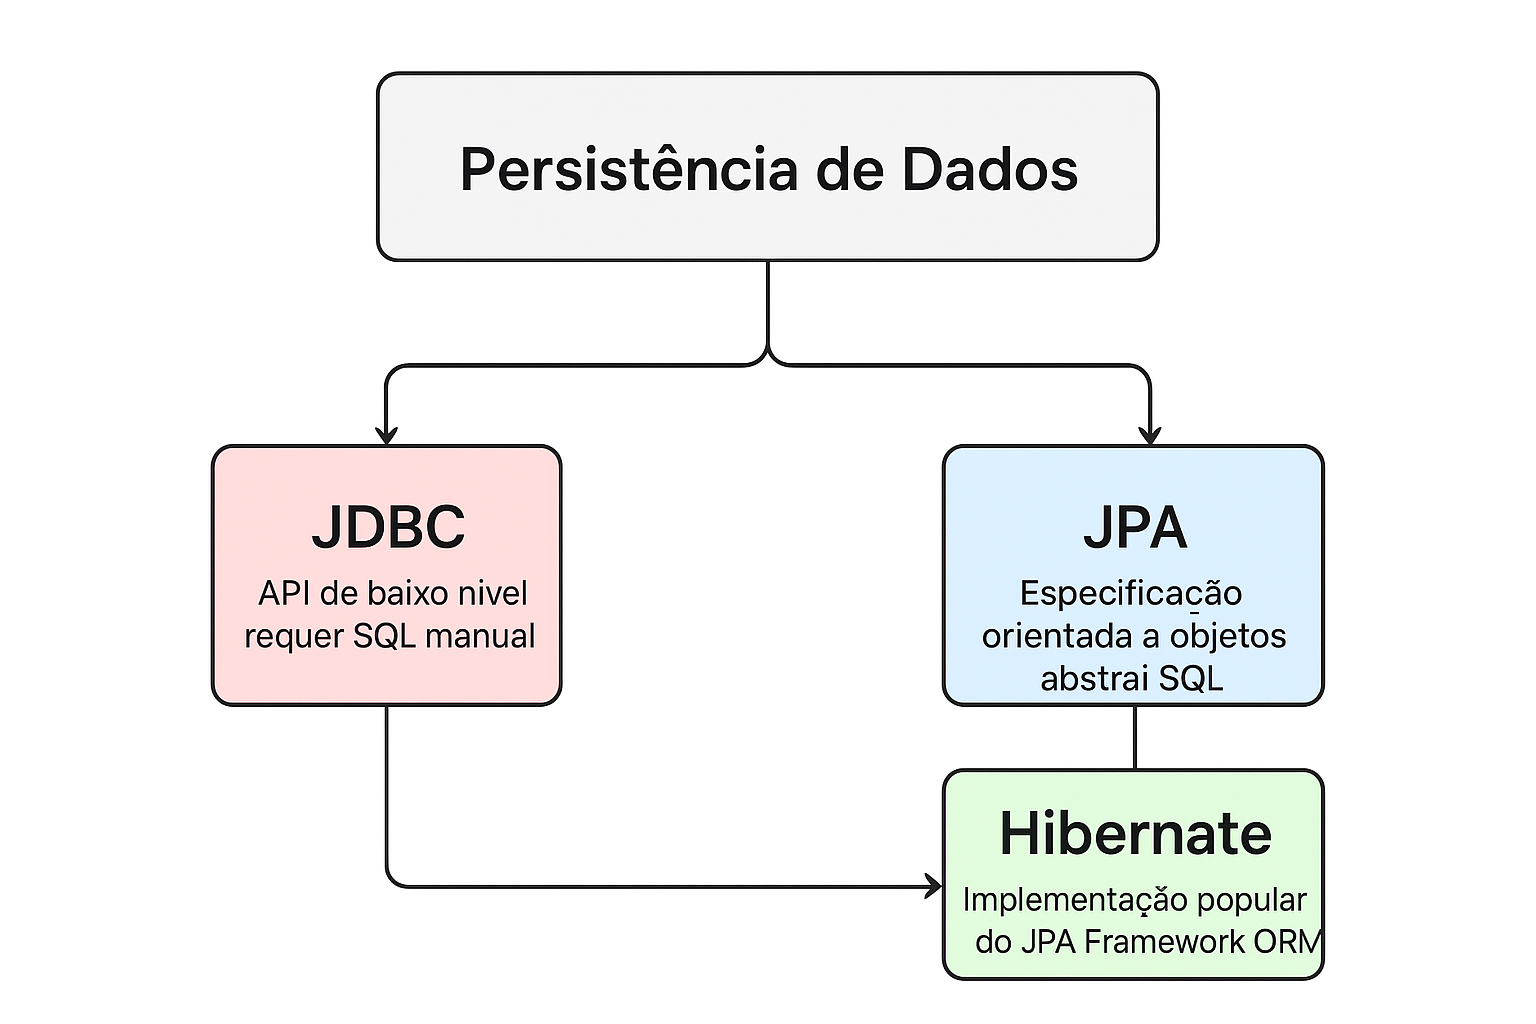 Persistência de Dados
JDBC
API de baixo nivel
requer SQL manual
JPA
Especificação
orientada a objetos
abstrai SQL
Hibernate
Implementação popular
do JPA Framework ORM